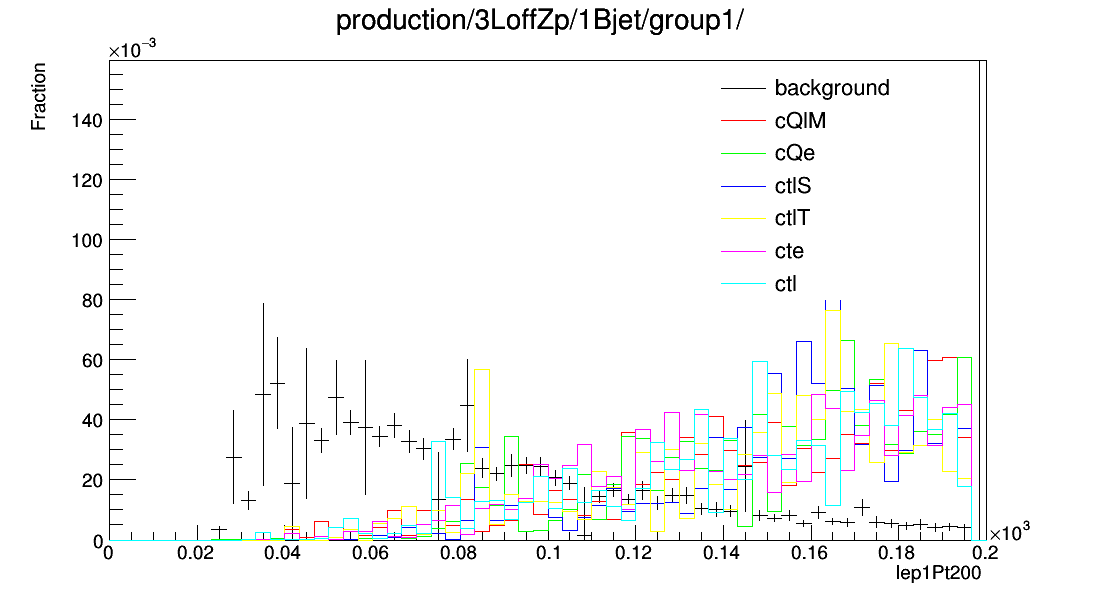 production/3LoffZp/1Bjet/group1/
×10⁻³
Fraction
140
120
100
80
60
40
20
0
background
cQlM
cQe
ctlS
ctlT
cte
ctl
0 0.02 0.04 0.06 0.08 0.1 0.12 0.14 0.16 0.18 0.2
×10³
lep1Pt200